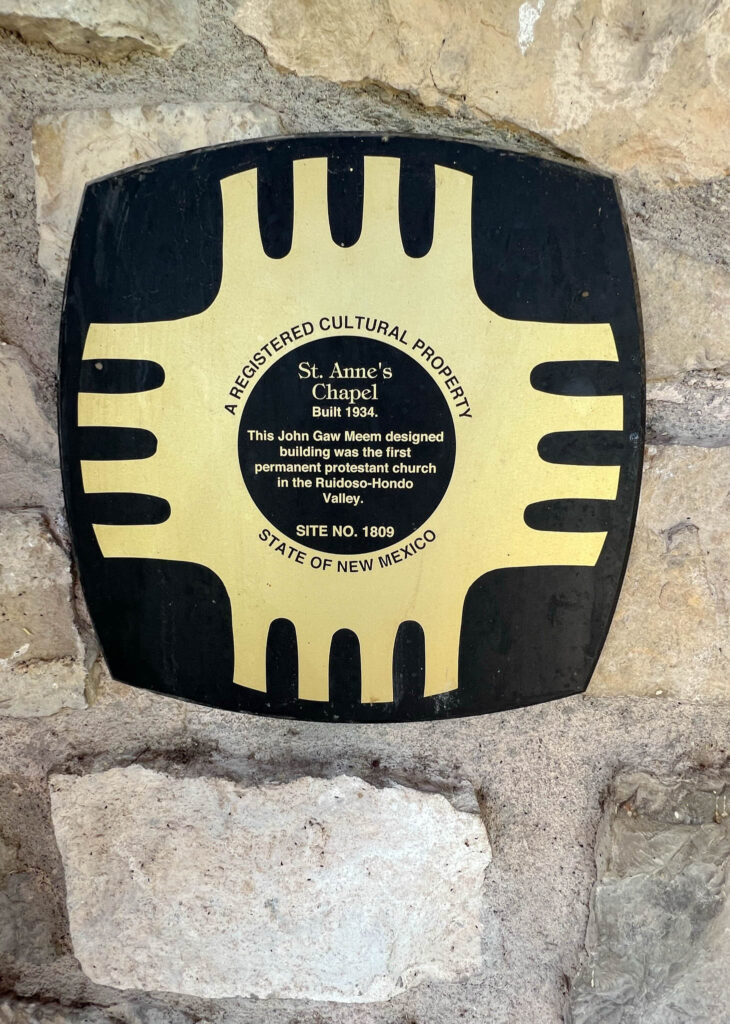 A REGISTERED CULTURAL PROPERTY
St. Anne's
Chapel
Built 1934.
This John Gaw Meem designed
building was the first
permanent protestant church
in the Ruidoso-Hondo
Valley.
SITE NO. 1809
STATE OF NEW MEXICO